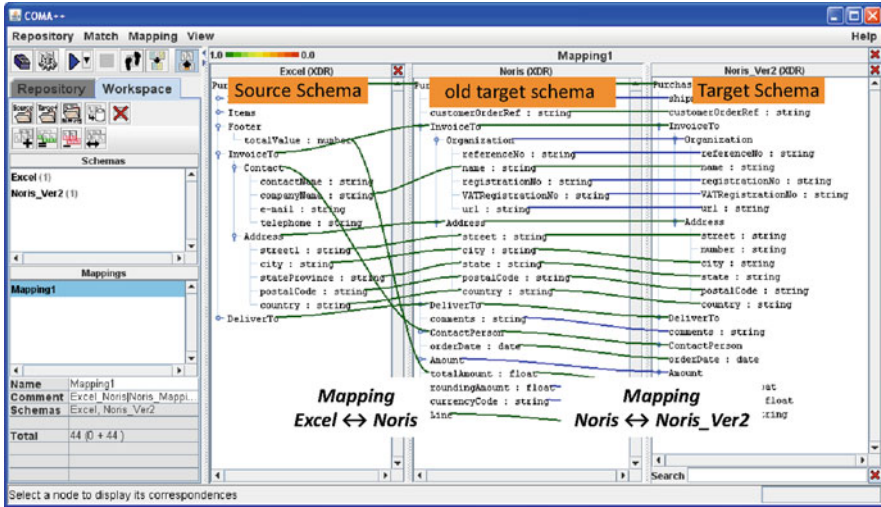 COMA++
Repository Match Mapping View Help
1.0 0.0 Mapping1
Repository Workspace
Schemas
Excel (1)
Noris_Ver2 (1)
Mappings
Mapping1
Name Mapping1
Comment Excel_Noris|Noris_Mappi...
Schemas Excel, Noris_Ver2
Total 44 (0 + 44 )
Excel (XDR)
Source Schema
Items
Footer
totalValue : number
InvoiceTo
Contact
contactName : string
companyName : string
e-mail : string
telephone : string
Address
street1 : string
city : string
stateProvince : string
postalCode : string
country : string
DeliverTo
Noris (XDR)
old target schema
customerOrderRef : string
InvoiceTo
Organization
referenceNo : string
name : string
registrationNo : string
VATRegistrationNo : string
url : string
Address
street : string
city : string
state : string
postalCode : string
country : string
DeliverTo
comments : string
ContactPerson
orderDate : date
Amount
totalAmount : float
roundingAmount : float
currencyCode : string
Line
Noris_Ver2 (XDR)
Target Schema
customerOrderRef : string
InvoiceTo
Organization
referenceNo : string
name : string
registrationNo : string
VATRegistrationNo : string
url : string
Address
street : string
number : string
city : string
state : string
postalCode : string
country : string
DeliverTo
comments : string
ContactPerson
orderDate : date
Amount
float
Mapping
Excel ↔ Noris
Mapping
Noris ↔ Noris_Ver2
Search
Select a node to display its correspondences